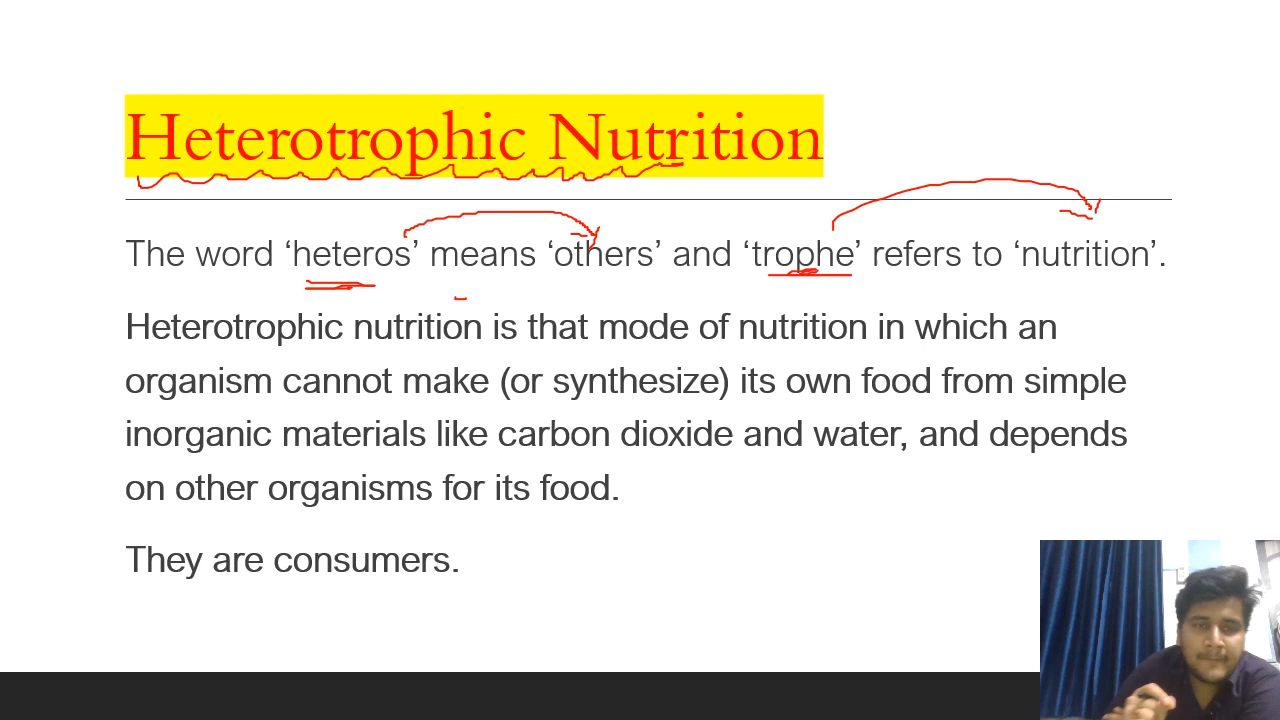 Heterotrophic Nutrition
The word ‘heteros’ means ‘others’ and ‘trophe’ refers to ‘nutrition’.
Heterotrophic nutrition is that mode of nutrition in which an
organism cannot make (or synthesize) its own food from simple
inorganic materials like carbon dioxide and water, and depends
on other organisms for its food.
They are consumers.